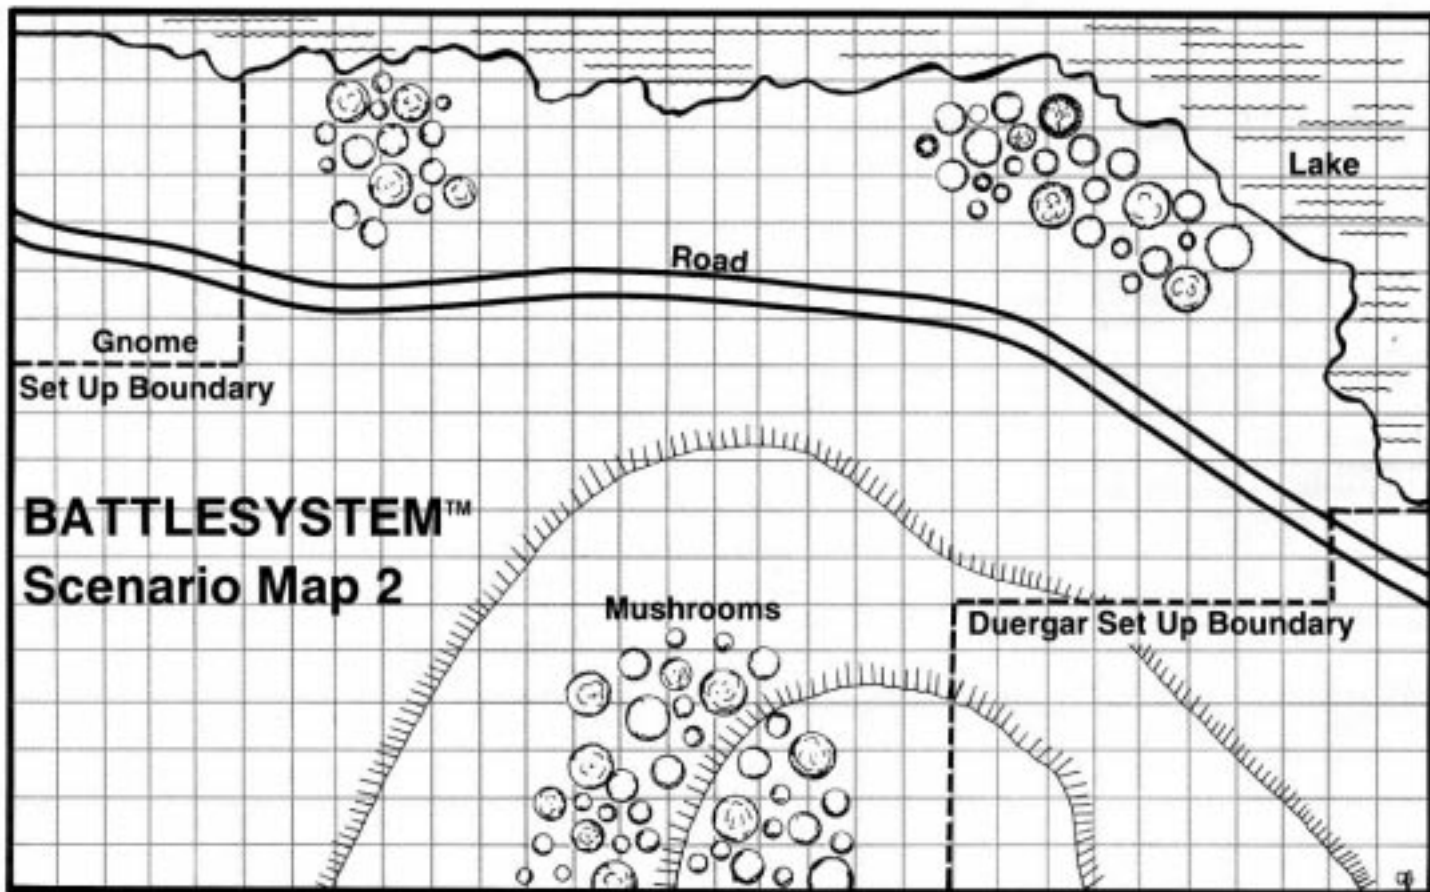 Lake
Road
Gnome
Set Up Boundary
BATTLESYSTEM™
Scenario Map 2
Mushrooms
Duergar Set Up Boundary